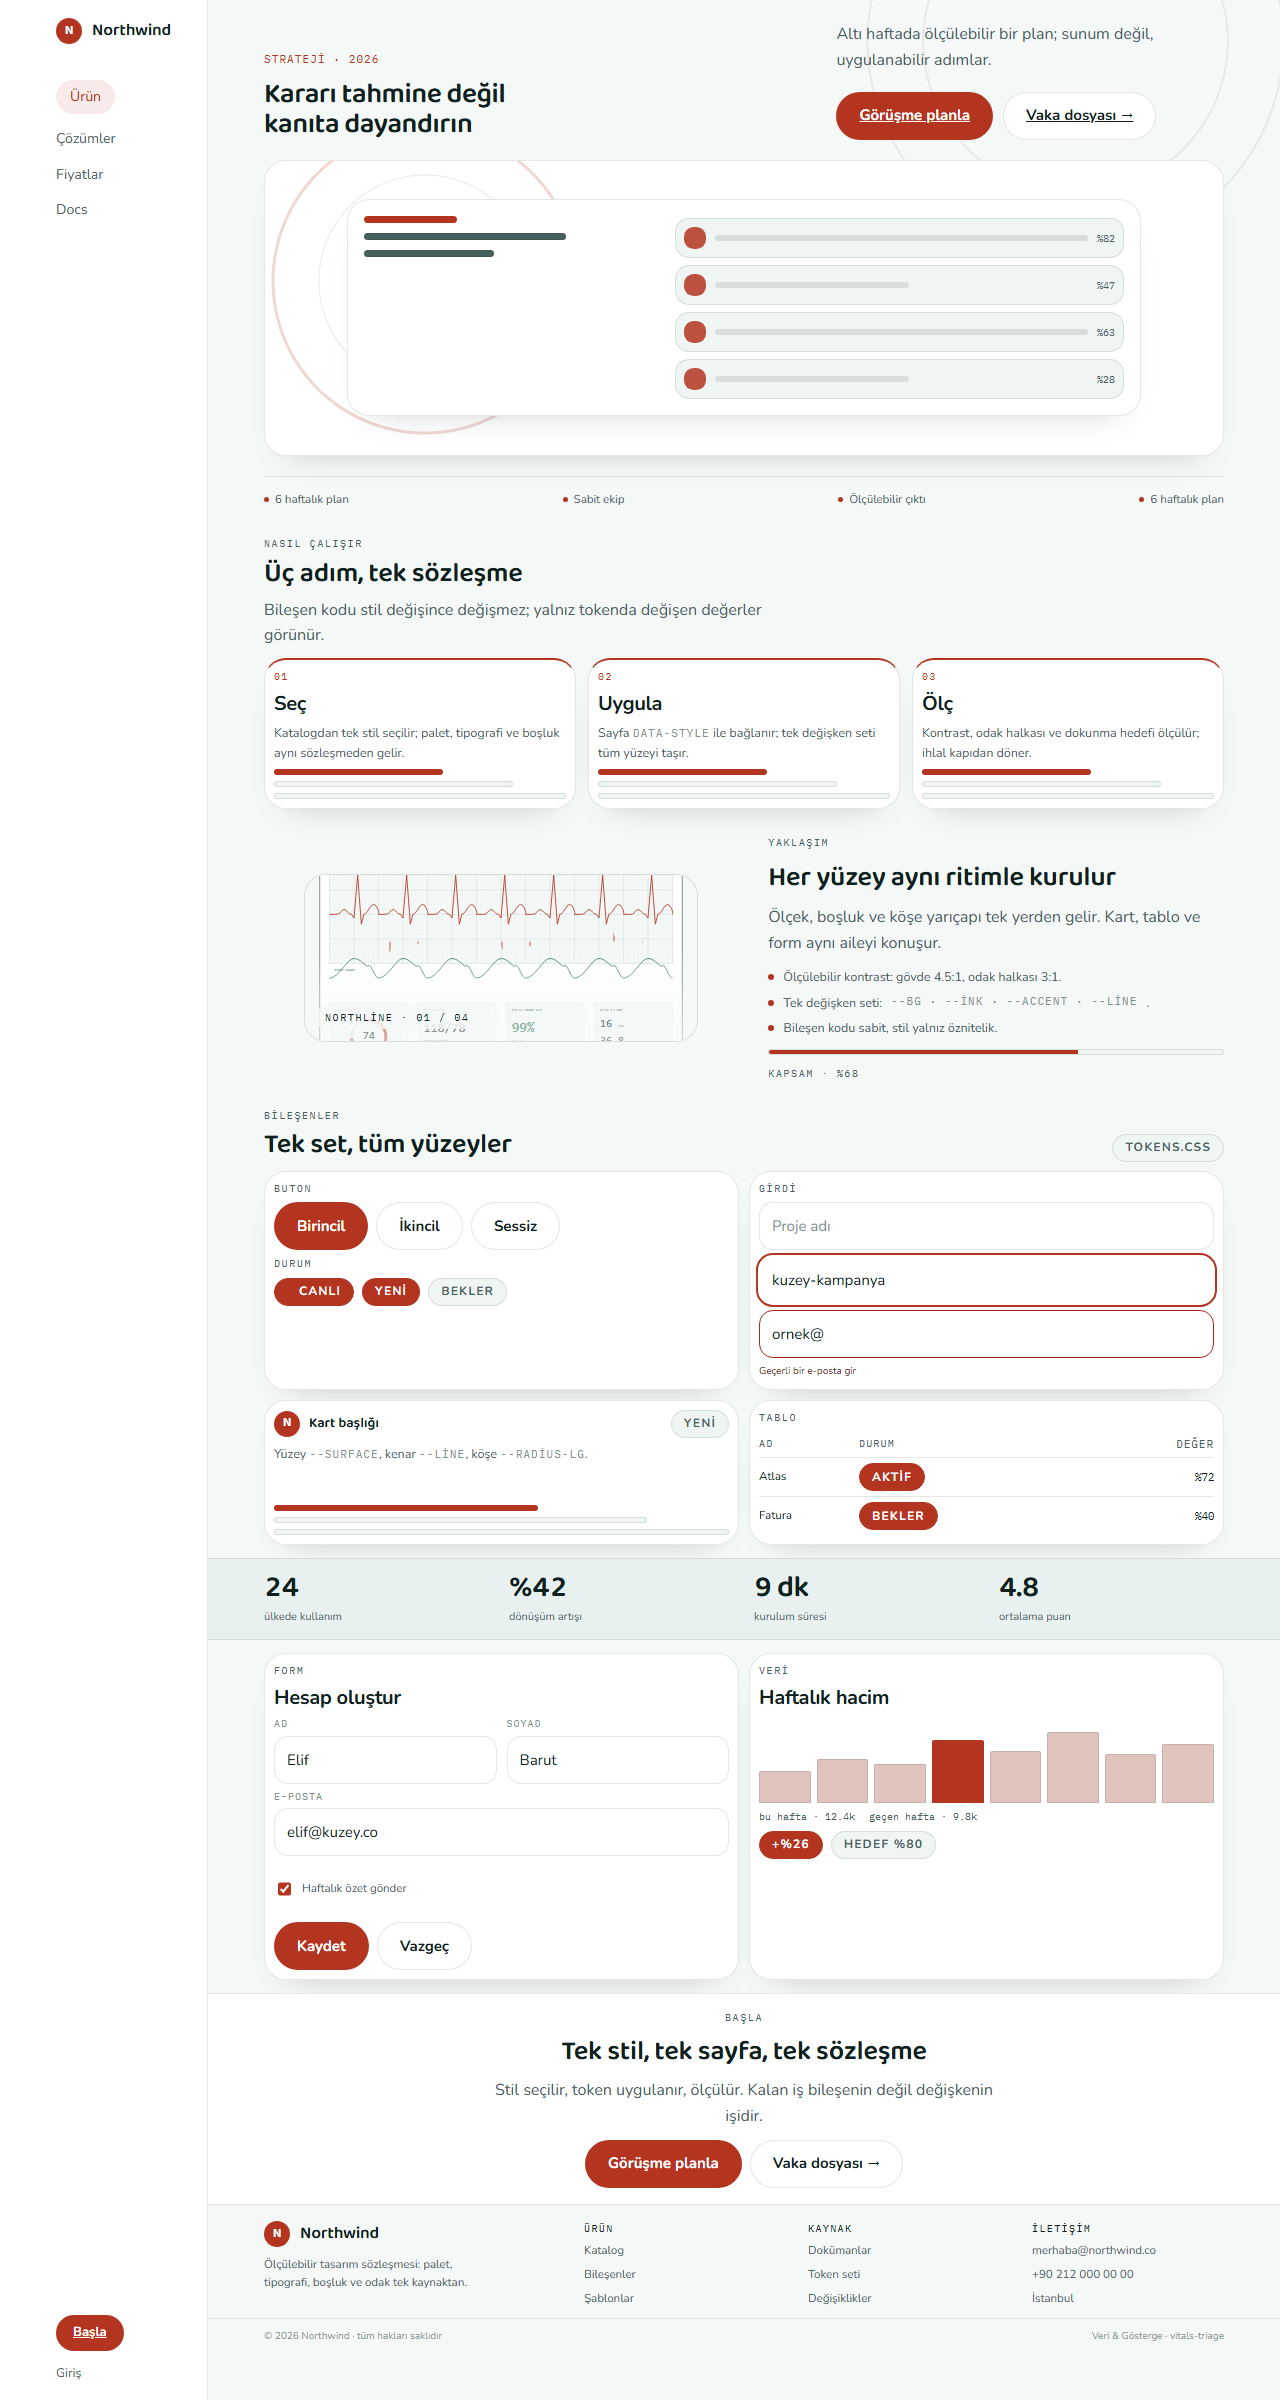 N Northwind
Ürün
Çözümler
Fiyatlar
Docs
STRATEJİ · 2026
Kararı tahmine değil
kanıta dayandırın
Altı haftada ölçülebilir bir plan; sunum değil,
uygulanabilir adımlar.
Görüşme planla
Vaka dosyası →
%82
%47
%63
%28
6 haftalık plan
Sabit ekip
Ölçülebilir çıktı
6 haftalık plan
NASIL ÇALIŞIR
Üç adım, tek sözleşme
Bileşen kodu stil değişince değişmez; yalnız tokenda değişen değerler
görünür.
01
Seç
Katalogdan tek stil seçilir; palet, tipografi ve boşluk
aynı sözleşmeden gelir.
02
Uygula
Sayfa DATA-STYLE ile bağlanır; tek değişken seti
tüm yüzeyi taşır.
03
Ölç
Kontrast, odak halkası ve dokunma hedefi ölçülür;
ihlal kapıdan döner.
NORTHLİNE · 01 / 04
74
118/78
99%
16
36.8
YAKLAŞIM
Her yüzey aynı ritimle kurulur
Ölçek, boşluk ve köşe yarıçapı tek yerden gelir. Kart, tablo ve
form aynı aileyi konuşur.
Ölçülebilir kontrast: gövde 4.5:1, odak halkası 3:1.
Tek değişken seti: --BG · --İNK · --ACCENT · --LİNE .
Bileşen kodu sabit, stil yalnız öznitelik.
KAPSAM · %68
BİLEŞENLER
Tek set, tüm yüzeyler
TOKENS.CSS
BUTON
Birincil
İkincil
Sessiz
DURUM
CANLI
YENİ
BEKLER
GİRDİ
Proje adı
kuzey-kampanya
ornek@
Geçerli bir e-posta gir
N Kart başlığı
YENİ
Yüzey --SURFACE, kenar --LİNE, köşe --RADİUS-LG.
TABLO
AD DURUM DEĞER
Atlas AKTİF %72
Fatura BEKLER %40
24
ülkede kullanım
%42
dönüşüm artışı
9 dk
kurulum süresi
4.8
ortalama puan
FORM
Hesap oluştur
AD
Elif
SOYAD
Barut
E-POSTA
elif@kuzey.co
Haftalık özet gönder
Kaydet
Vazgeç
VERİ
Haftalık hacim
bu hafta · 12.4k geçen hafta · 9.8k
+%26
HEDEF %80
BAŞLA
Tek stil, tek sayfa, tek sözleşme
Stil seçilir, token uygulanır, ölçülür. Kalan iş bileşenin değil değişkenin
işidir.
Görüşme planla
Vaka dosyası →
N Northwind
Ölçülebilir tasarım sözleşmesi: palet,
tipografi, boşluk ve odak tek kaynaktan.
ÜRÜN
Katalog
Bileşenler
Şablonlar
KAYNAK
Dokümanlar
Token seti
Değişiklikler
İLETİŞİM
merhaba@northwind.co
+90 212 000 00 00
İstanbul
Başla
Giriş
© 2026 Northwind · tüm hakları saklıdır
Veri & Gösterge · vitals-triage